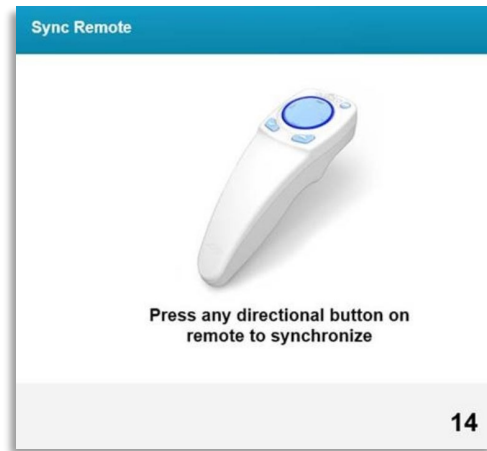 Sync Remote
Press any directional button on
remote to synchronize
14